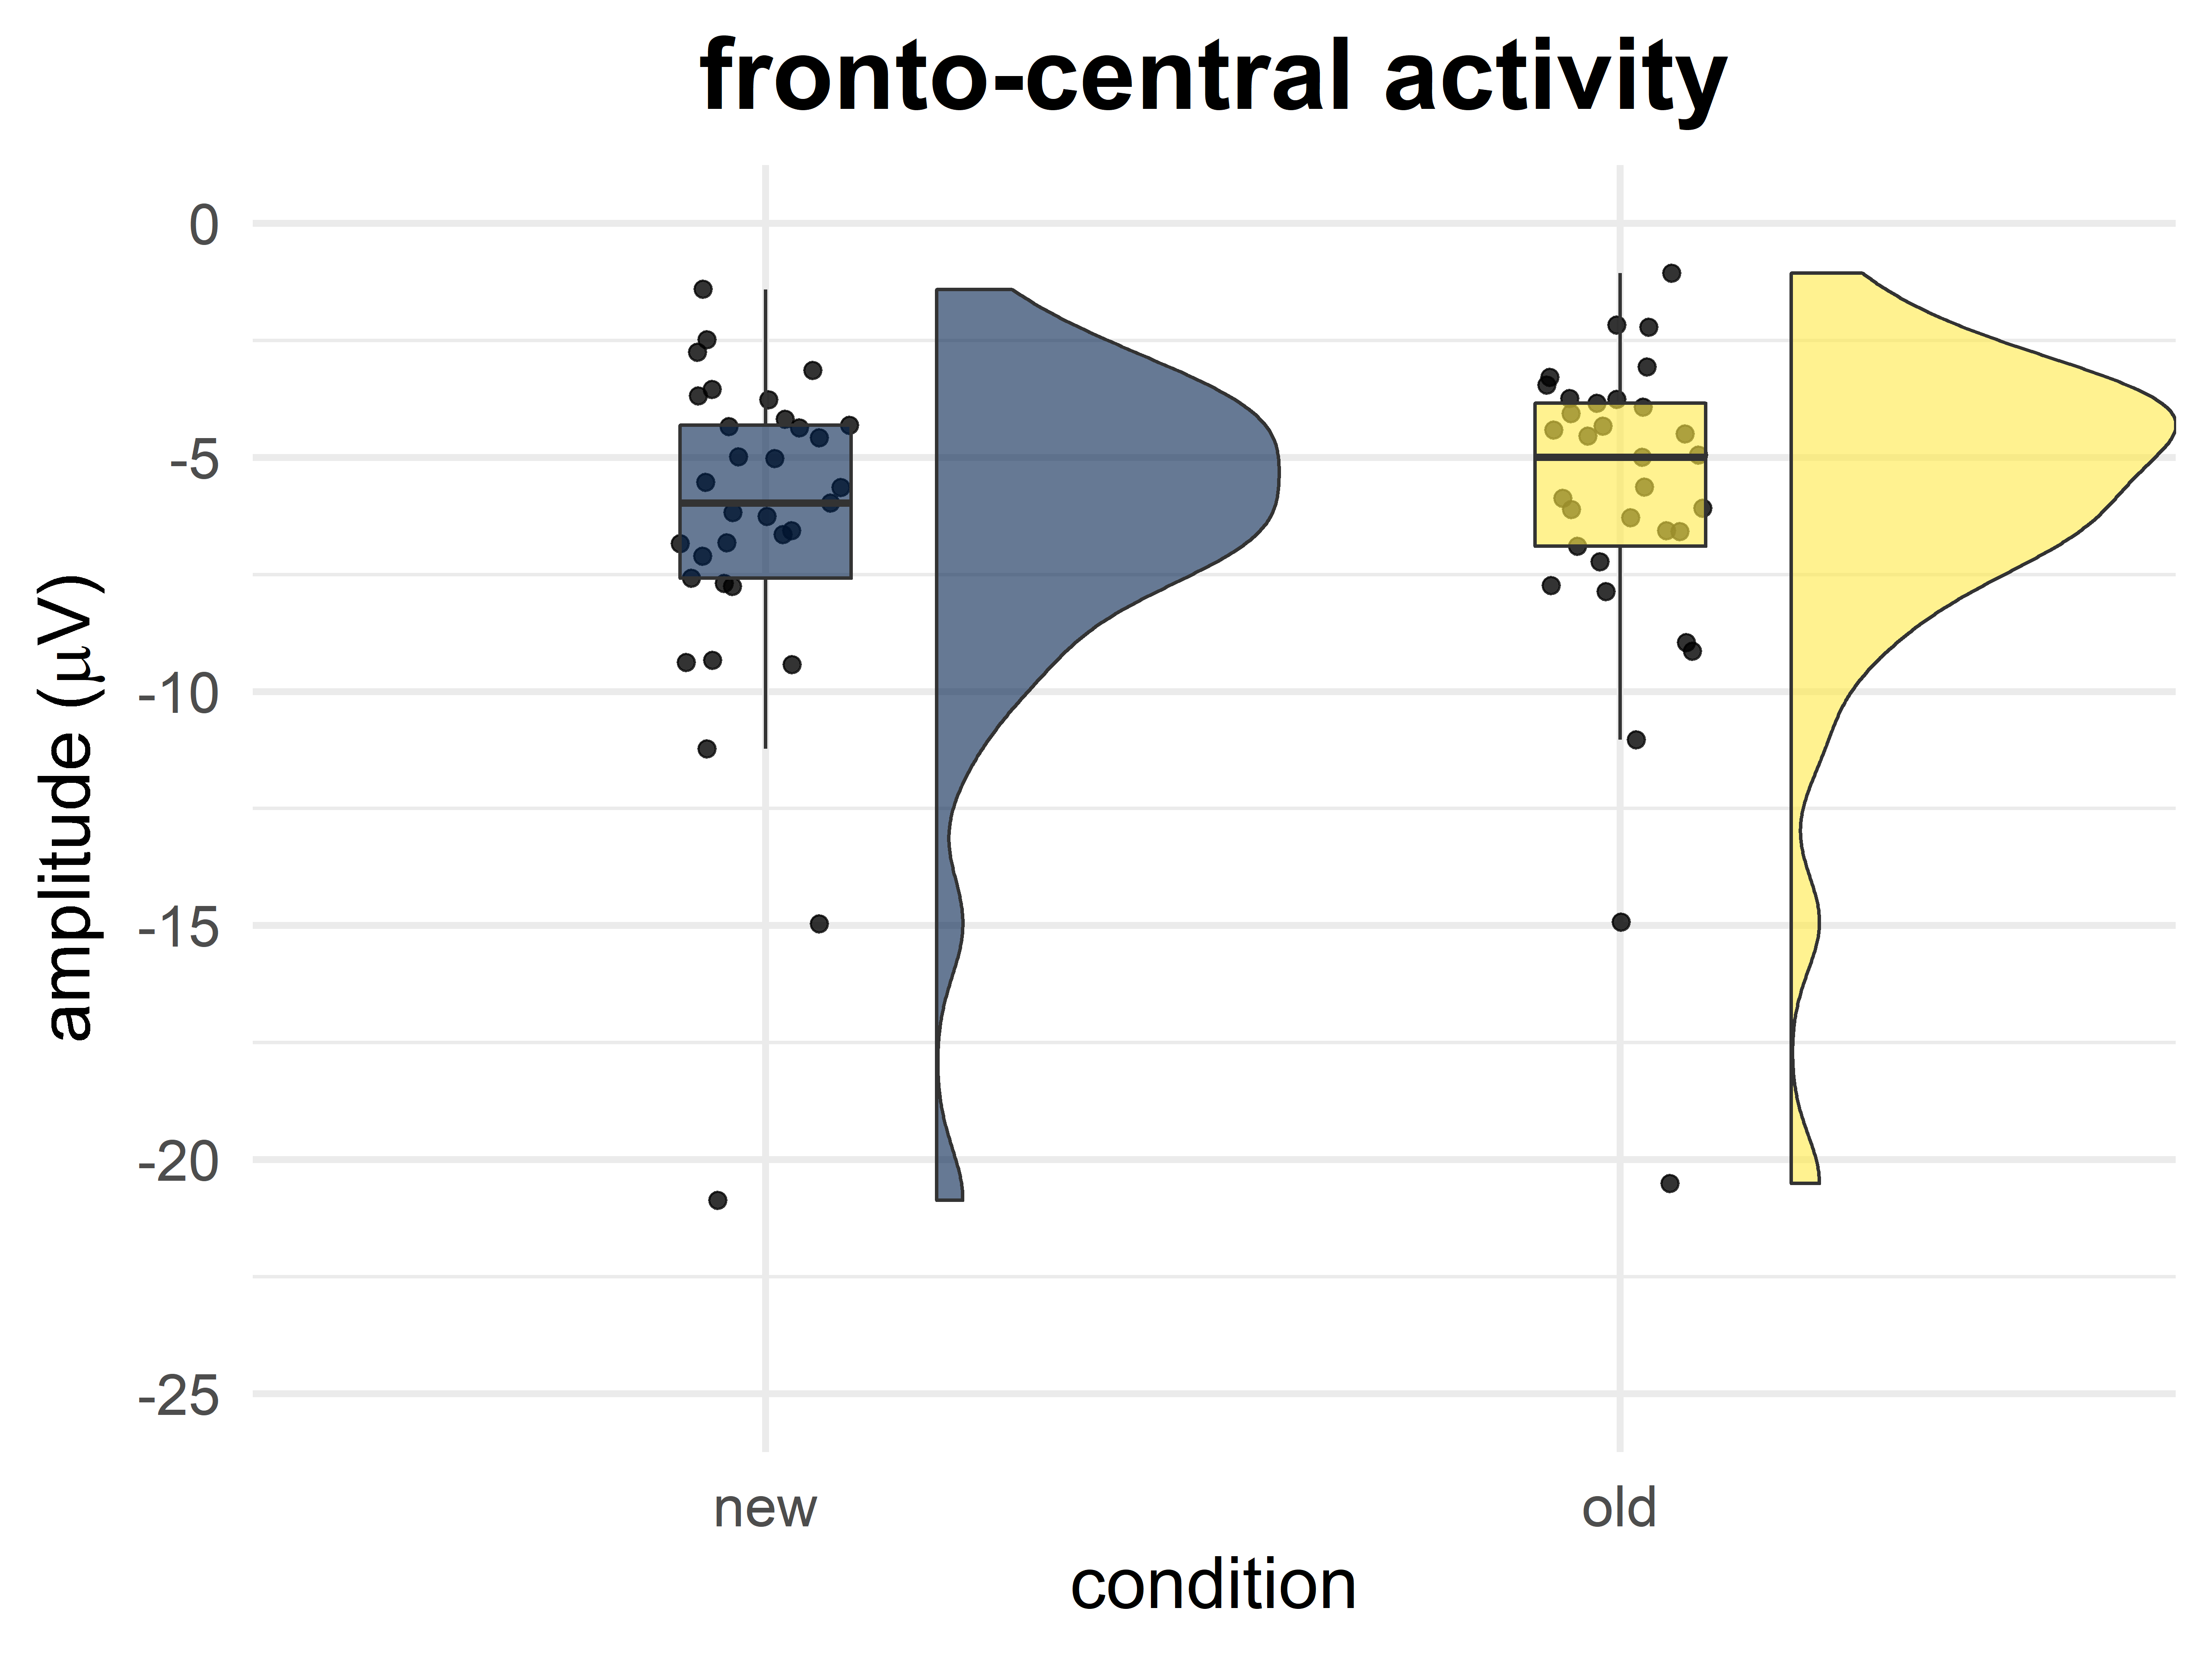 fronto-central activity
0
-5
-10
-15
-20
-25
amplitude (μV)
new
old
condition